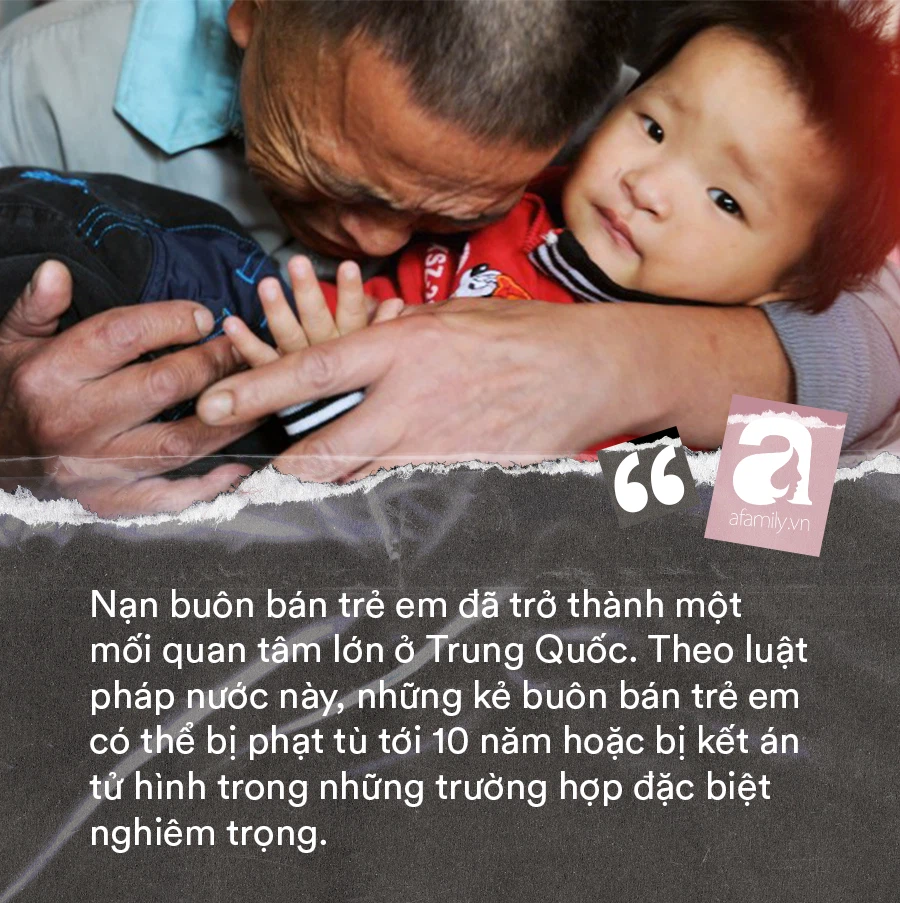 afamily.vn
Nạn buôn bán trẻ em đã trở thành một
mối quan tâm lớn ở Trung Quốc. Theo luật
pháp nước này, những kẻ buôn bán trẻ em
có thể bị phạt tù tới 10 năm hoặc bị kết án
tử hình trong những trường hợp đặc biệt
nghiêm trọng.